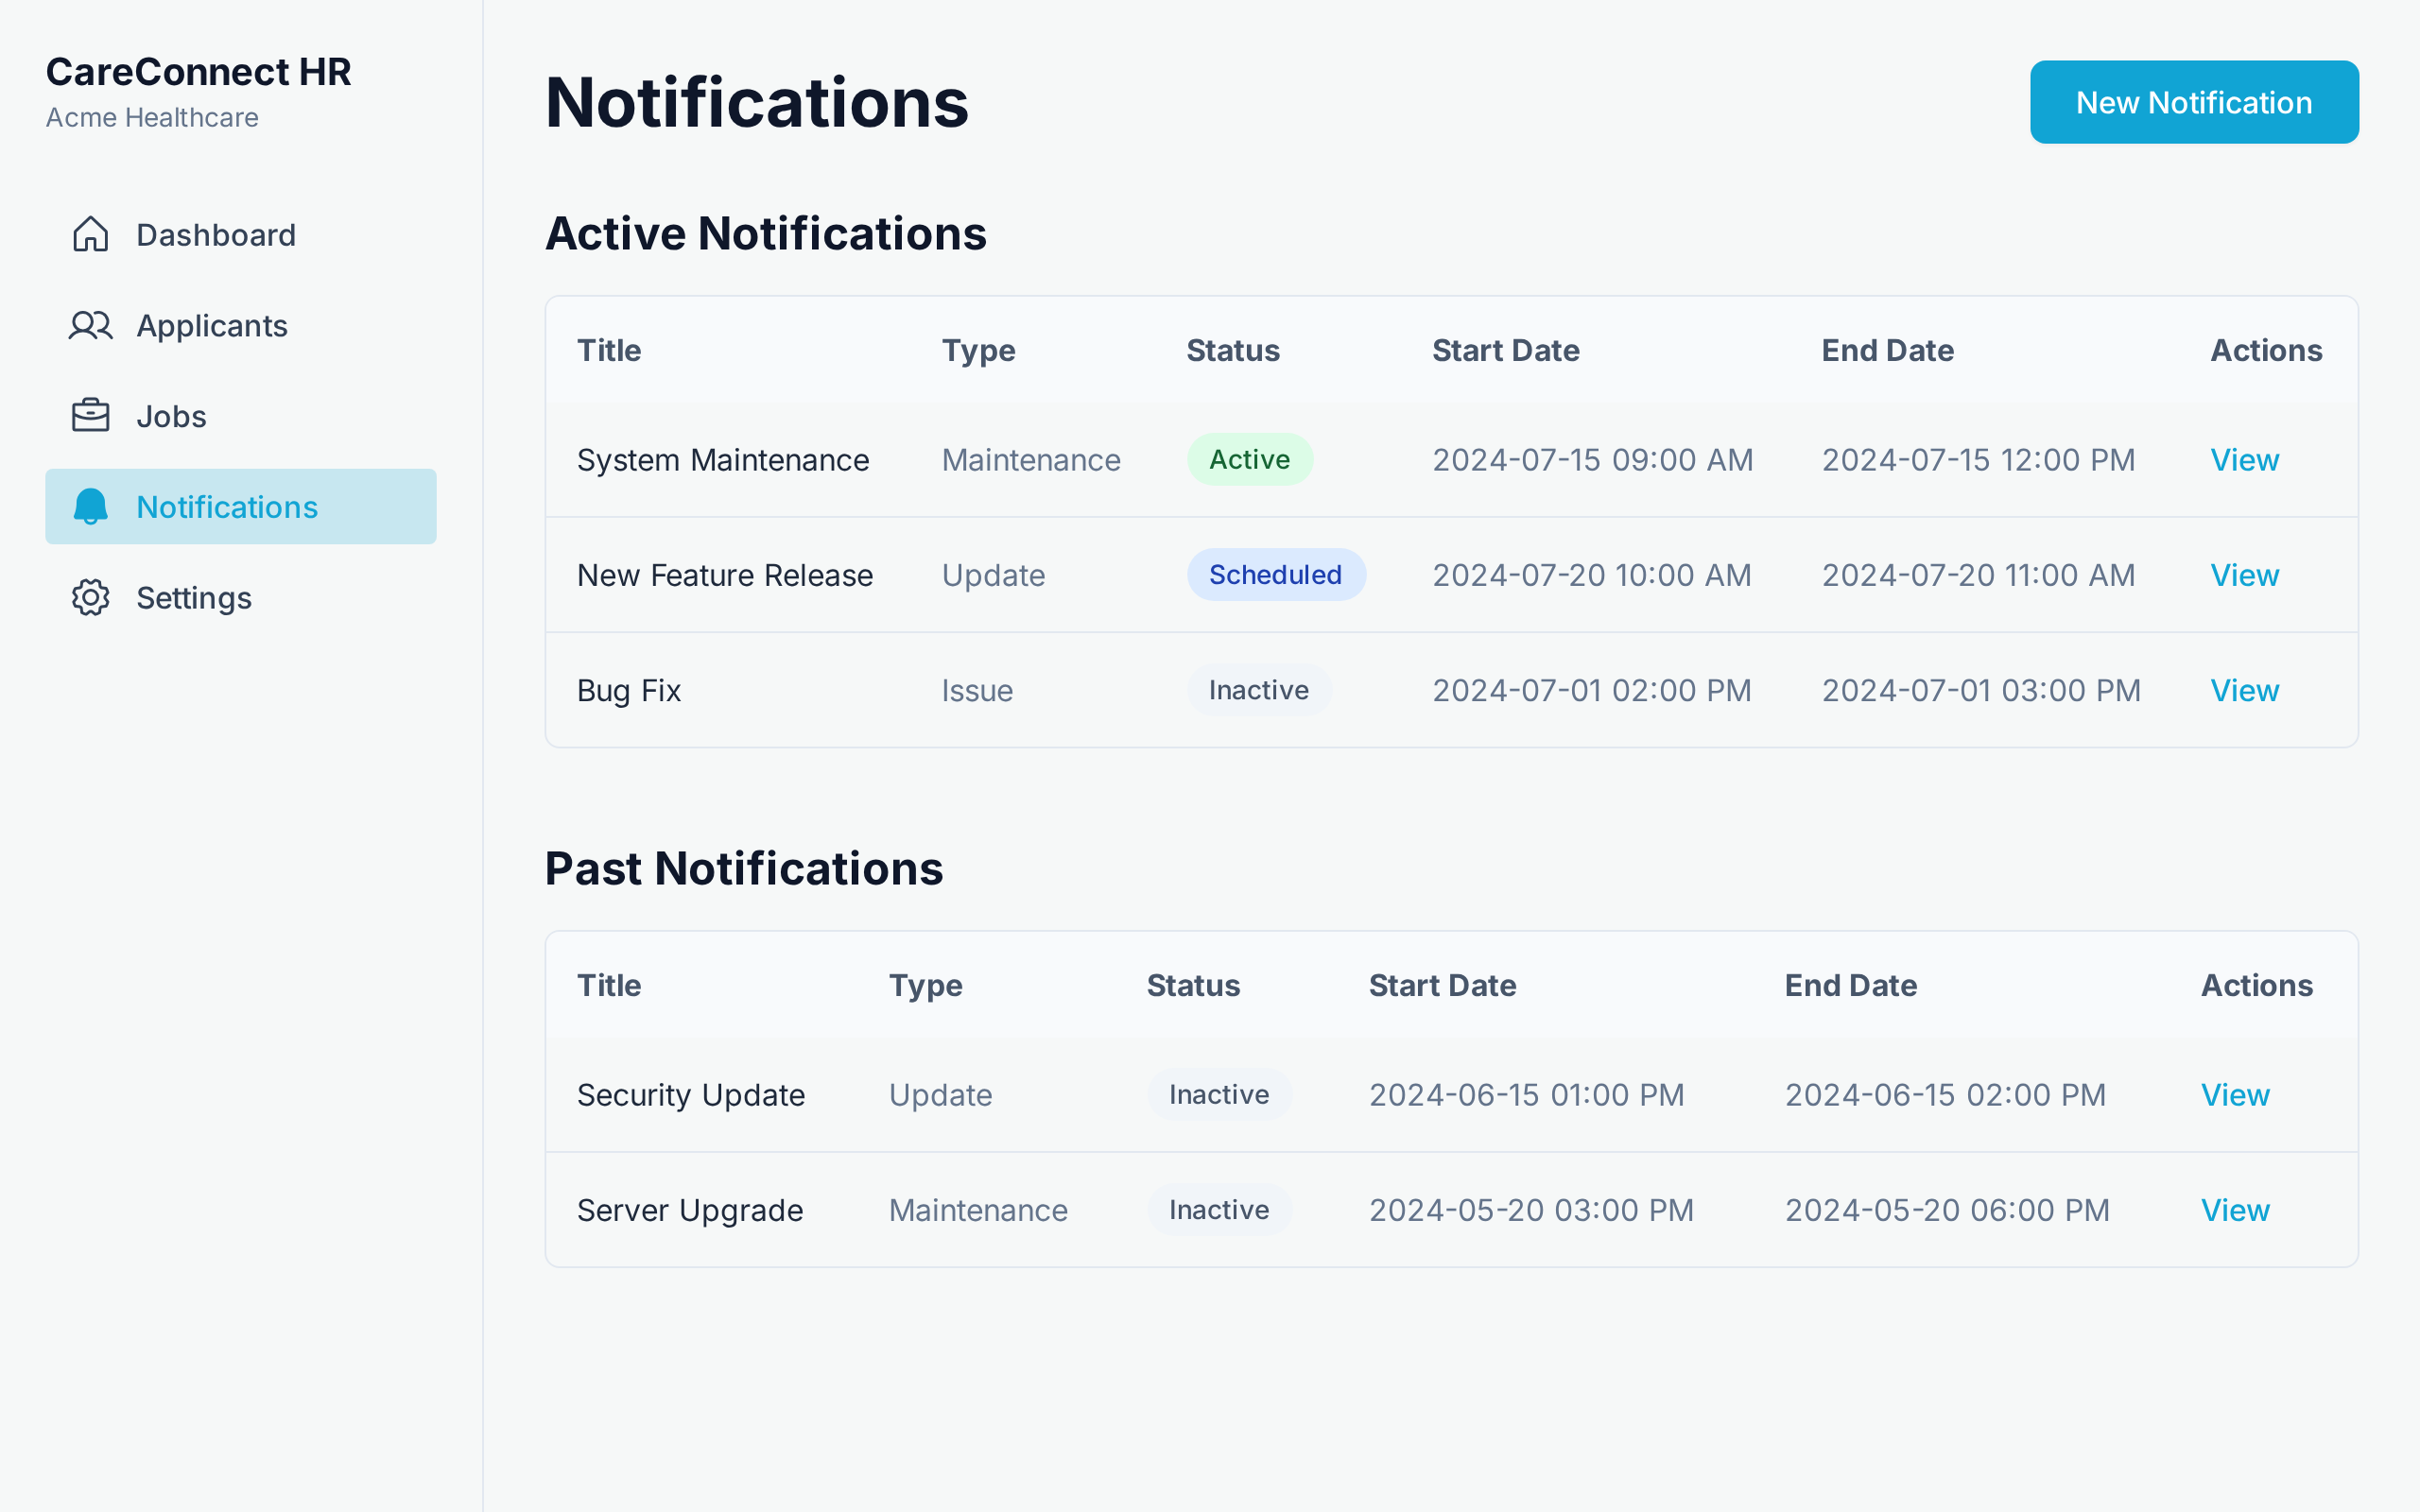 CareConnect HR
Acme Healthcare
Dashboard
Applicants
Jobs
Notifications
Settings
Notifications
New Notification
Active Notifications
Title Type Status Start Date End Date Actions
System Maintenance Maintenance Active 2024-07-15 09:00 AM 2024-07-15 12:00 PM View
New Feature Release Update Scheduled 2024-07-20 10:00 AM 2024-07-20 11:00 AM View
Bug Fix Issue Inactive 2024-07-01 02:00 PM 2024-07-01 03:00 PM View
Past Notifications
Title Type Status Start Date End Date Actions
Security Update Update Inactive 2024-06-15 01:00 PM 2024-06-15 02:00 PM View
Server Upgrade Maintenance Inactive 2024-05-20 03:00 PM 2024-05-20 06:00 PM View